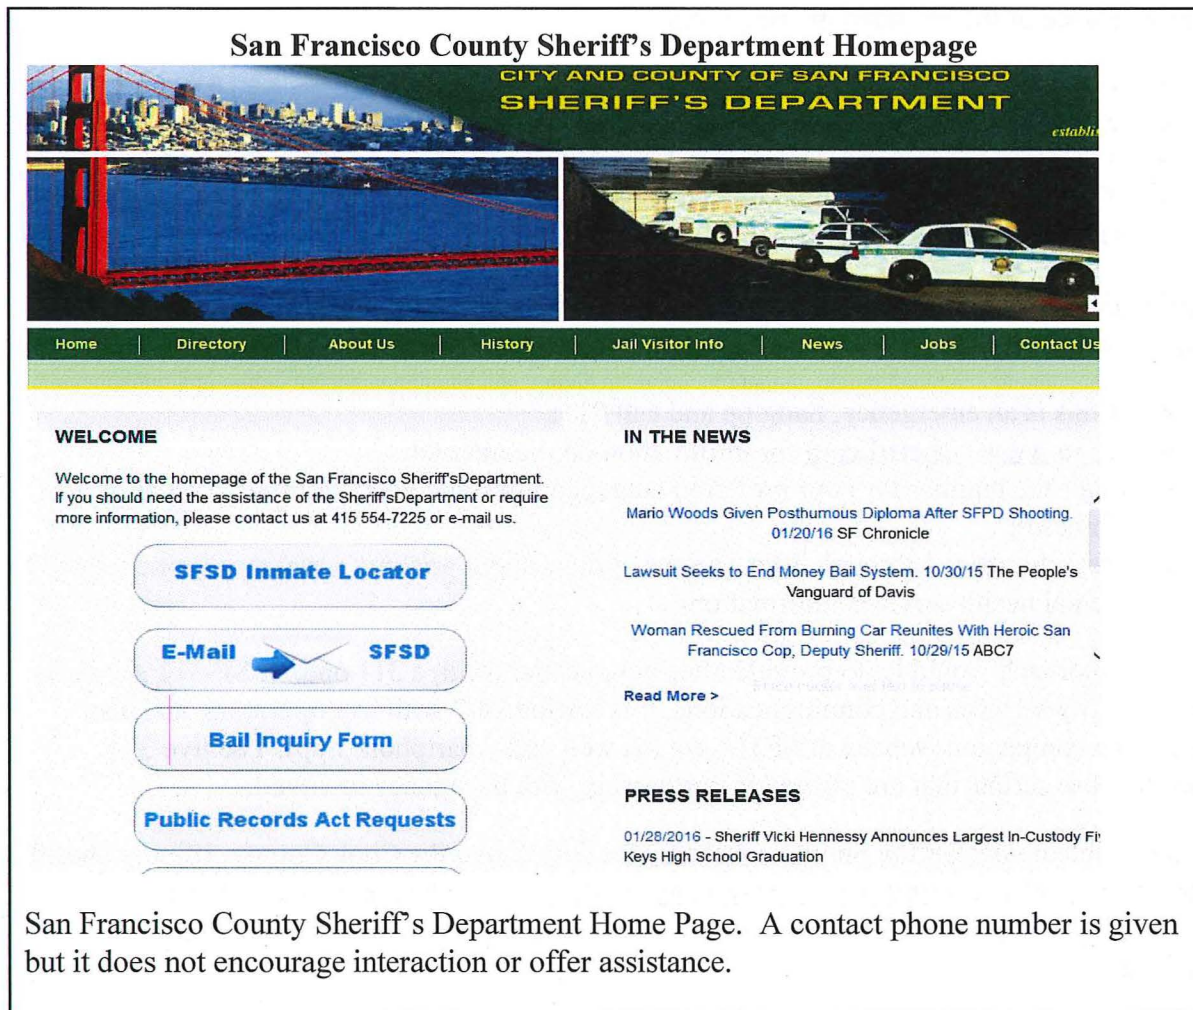 San Francisco County Sheriff's Department Homepage
CITY AND COUNTY OF SAN FRANCISCO
SHERIFF'S DEPARTMENT
establis
Home
Directory
About Us
History
Jail Visitor Info
News
Jobs
Contact Us
WELCOME
Welcome to the homepage of the San Francisco Sheriff'sDepartment.
If you should need the assistance of the Sheriff'sDepartment or require
more information, please contact us at 415 554-7225 or e-mail us.
SFSD Inmate Locator
E-Mail SFSD
Bail Inquiry Form
Public Records Act Requests
IN THE NEWS
Mario Woods Given Posthumous Diploma After SFPD Shooting.
01/20/16 SF Chronicle
Lawsuit Seeks to End Money Bail System. 10/30/15 The People's
Vanguard of Davis
Woman Rescued From Burning Car Reunites With Heroic San
Francisco Cop, Deputy Sheriff. 10/29/15 ABC7
Read More >
PRESS RELEASES
01/28/2016 - Sheriff Vicki Hennessy Announces Largest In-Custody Fi
Keys High School Graduation
San Francisco County Sheriff's Department Home Page. A contact phone number is given
but it does not encourage interaction or offer assistance.